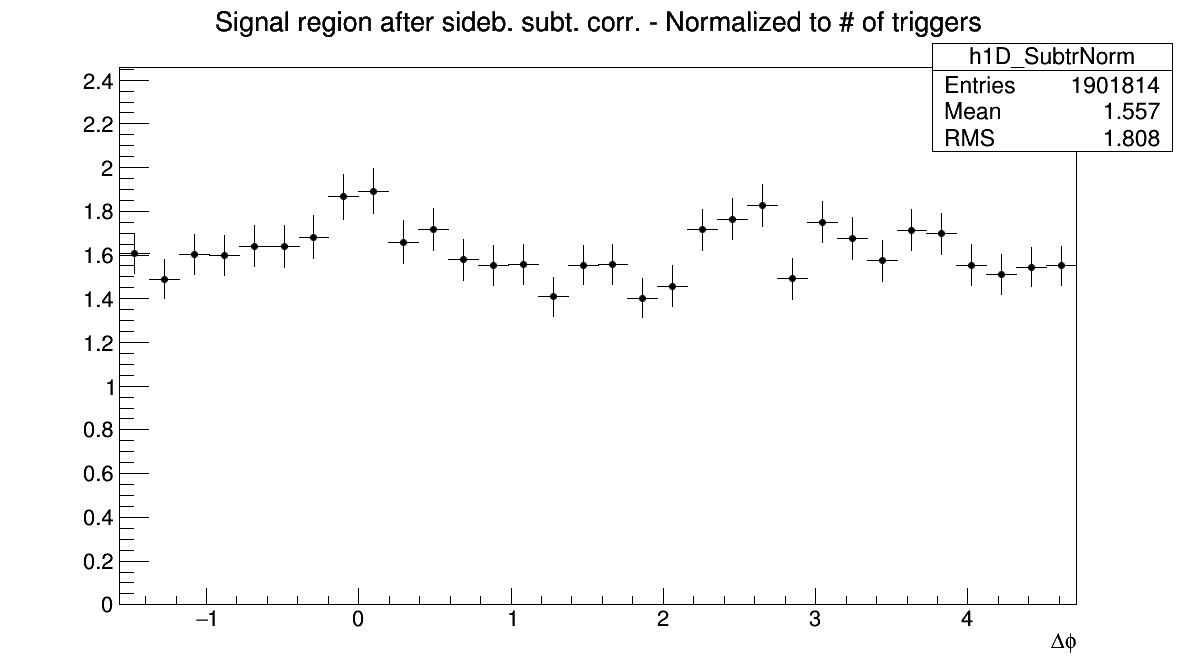 Signal region after sideb. subt. corr. - Normalized to # of triggers
h1D_SubtrNorm
Entries 1901814
Mean 1.557
RMS 1.808
2.4
2.2
2
1.8
1.6
1.4
1.2
1
0.8
0.6
0.4
0.2
0
−1 0 1 2 3 4
Δϕ